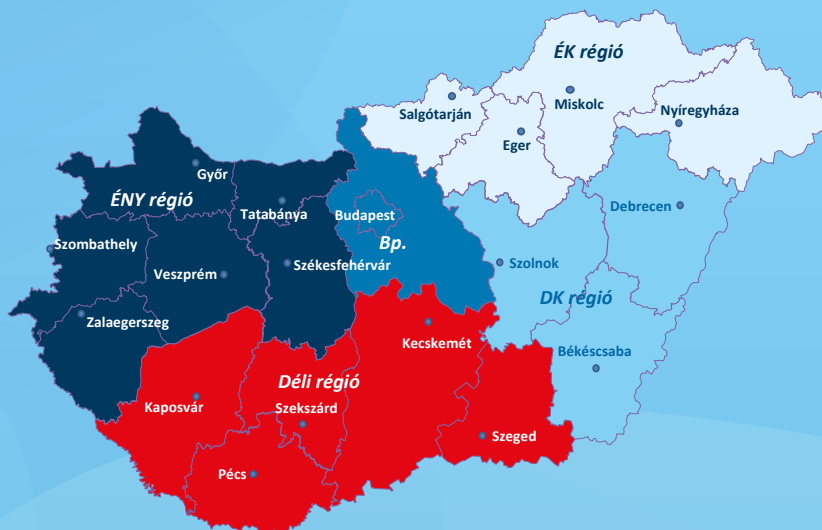 ÉK régió
Miskolc
Salgótarján
Nyíregyháza
Eger
Győr
ÉNY régió
Tatabánya
Budapest
Debrecen
Szombathely
Bp.
Veszprém
Székesfehérvár
Szolnok
DK régió
Zalaegerszeg
Kecskemét
Békéscsaba
Déli régió
Kaposvár
Szekszárd
Szeged
Pécs